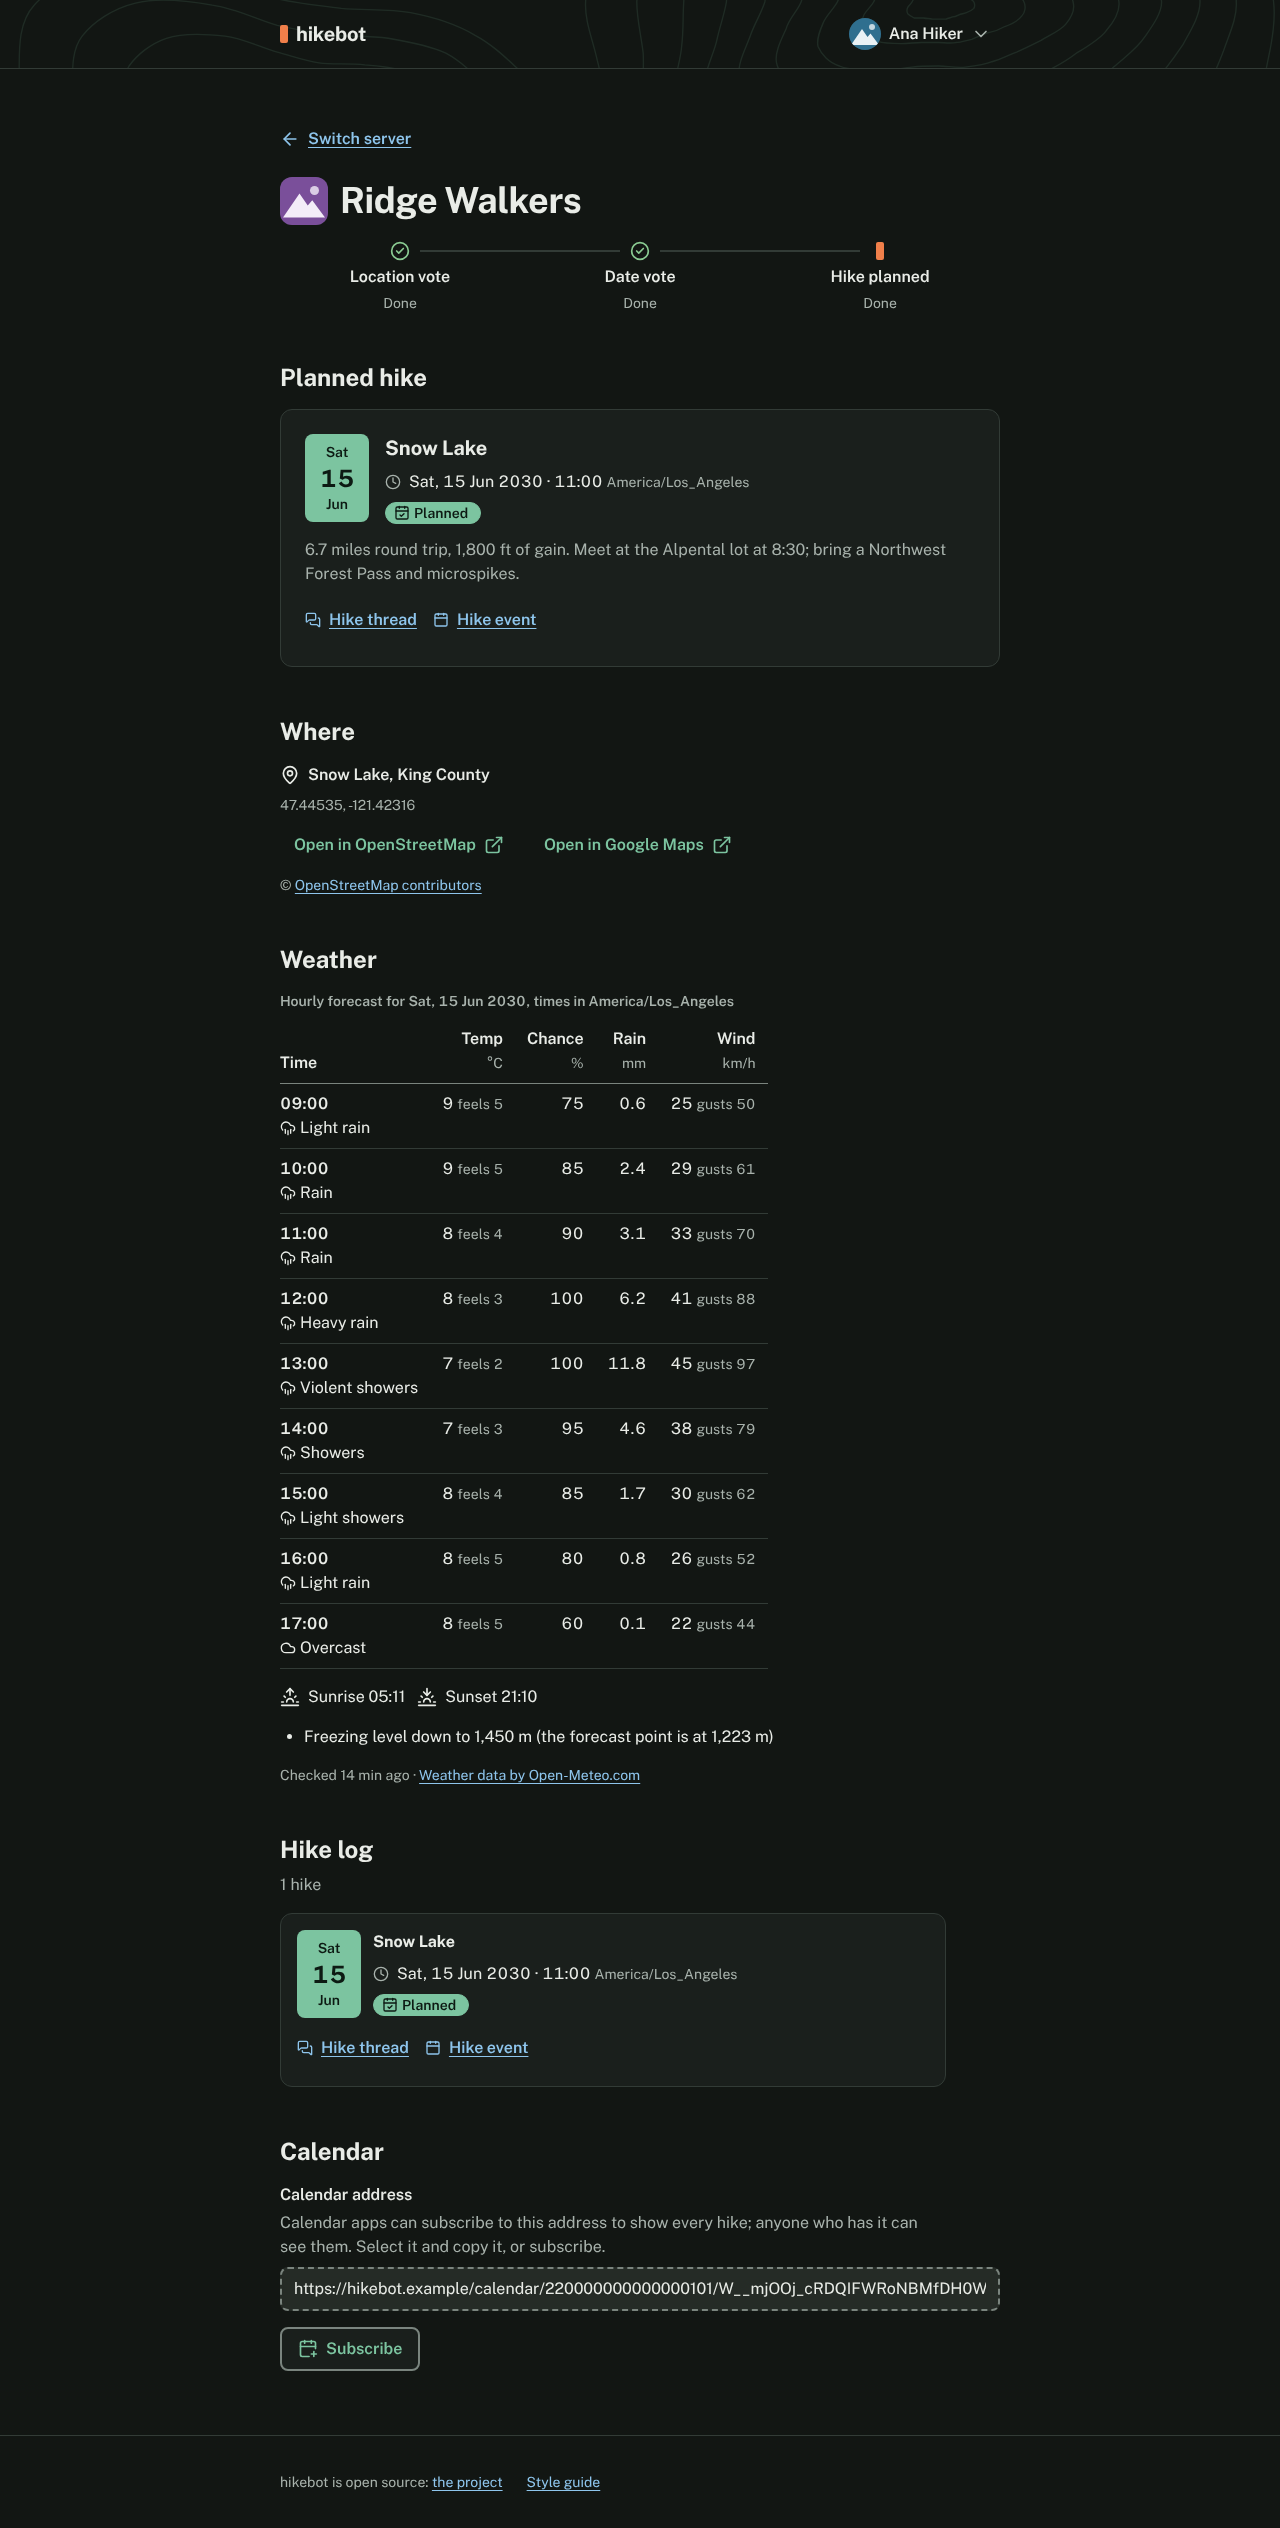 hikebot
Ana Hiker
Switch server
Ridge Walkers
Location vote Date vote Hike planned
Done Done Done
Planned hike
Sat
15
Jun
Snow Lake
Sat, 15 Jun 2030 · 11:00 America/Los_Angeles
Planned
6.7 miles round trip, 1,800 ft of gain. Meet at the Alpental lot at 8:30; bring a Northwest
Forest Pass and microspikes.
Hike thread Hike event
Where
Snow Lake, King County
47.44535, -121.42316
Open in OpenStreetMap Open in Google Maps
© OpenStreetMap contributors
Weather
Hourly forecast for Sat, 15 Jun 2030, times in America/Los_Angeles
Temp Chance Rain Wind
Time °C % mm km/h
09:00 9 feels 5 75 0.6 25 gusts 50
Light rain
10:00 9 feels 5 85 2.4 29 gusts 61
Rain
11:00 8 feels 4 90 3.1 33 gusts 70
Rain
12:00 8 feels 3 100 6.2 41 gusts 88
Heavy rain
13:00 7 feels 2 100 11.8 45 gusts 97
Violent showers
14:00 7 feels 3 95 4.6 38 gusts 79
Showers
15:00 8 feels 4 85 1.7 30 gusts 62
Light showers
16:00 8 feels 5 80 0.8 26 gusts 52
Light rain
17:00 8 feels 5 60 0.1 22 gusts 44
Overcast
Sunrise 05:11 Sunset 21:10
• Freezing level down to 1,450 m (the forecast point is at 1,223 m)
Checked 14 min ago · Weather data by Open-Meteo.com
Hike log
1 hike
Sat
15
Jun
Snow Lake
Sat, 15 Jun 2030 · 11:00 America/Los_Angeles
Planned
Hike thread Hike event
Calendar
Calendar address
Calendar apps can subscribe to this address to show every hike; anyone who has it can
see them. Select it and copy it, or subscribe.
https://hikebot.example/calendar/220000000000000101/W__mjOOj_cRDQIFWRoNBMfDH0W
Subscribe
hikebot is open source: the project Style guide